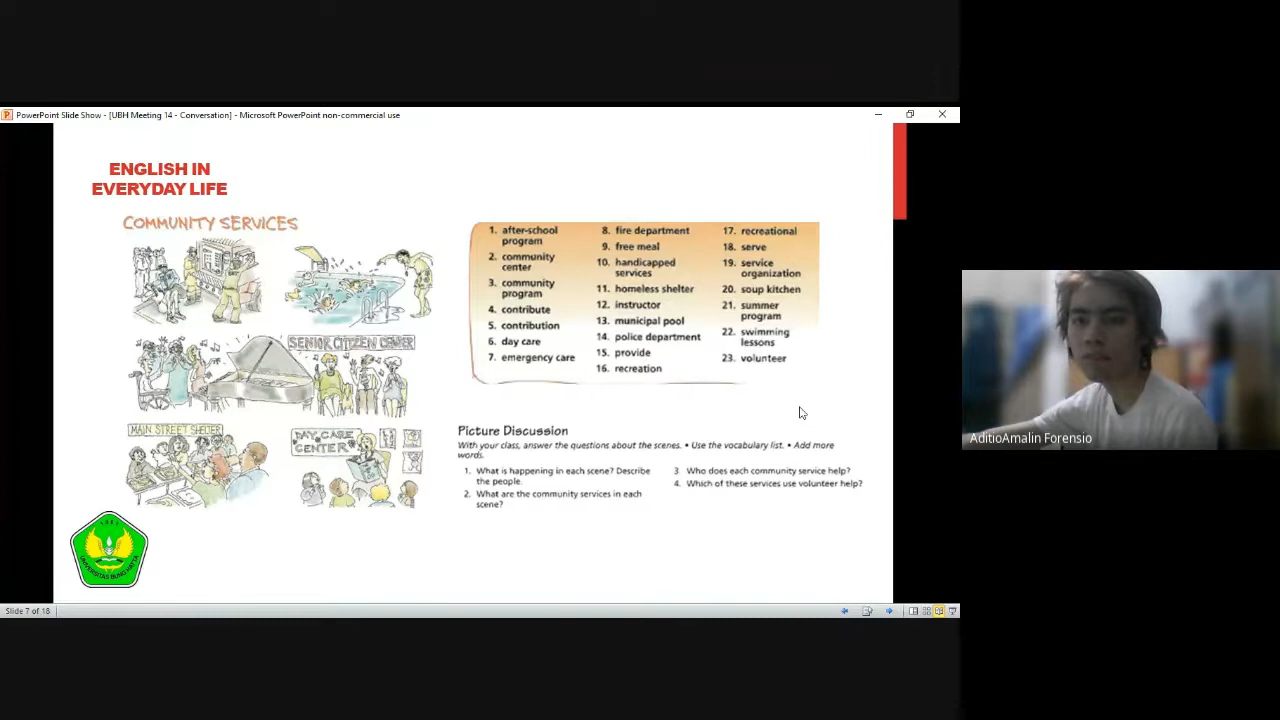 PowerPoint Slide Show - [UBH Meeting 14 - Conversation] - Microsoft PowerPoint non-commercial use
ENGLISH IN
EVERYDAY LIFE
COMMUNITY SERVICES
SENIOR CITIZEN CENTER
MAIN STREET SHELTER
DAY CARE
CENTER
1. after-school
program
2. community
center
3. community
program
4. contribute
5. contribution
6. day care
7. emergency care
8. fire department
9. free meal
10. handicapped
services
11. homeless shelter
12. instructor
13. municipal pool
14. police department
15. provide
16. recreation
17. recreational
18. serve
19. service
organization
20. soup kitchen
21. summer
program
22. swimming
lessons
23. volunteer
Picture Discussion
With your class, answer the questions about the scenes. • Use the vocabulary list. • Add more
words.
1. What is happening in each scene? Describe
the people.
2. What are the community services in each
scene?
3. Who does each community service help?
4. Which of these services use volunteer help?
1981
UNIVERSITAS BUNG HATTA
Slide 7 of 18
AditioAmalin Forensio